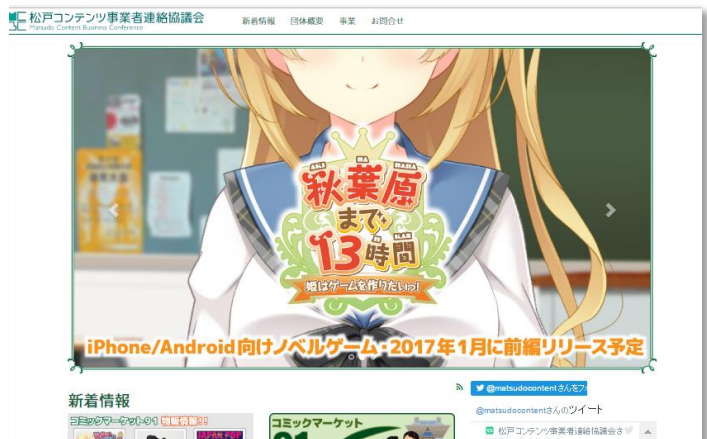 松戸コンテンツ事業者連絡協議会
Matsudo Content Business Conference
新着情報 団体概要 事業 お問合せ
秋葉原
まで
13時間
姫はゲームを作りたいっ!
iPhone/Android向けノベルゲーム・2017年1月に前編リリース予定
新着情報
@matsudocontentさんをフォ
@matsudocontentさんのツイート
松戸コンテンツ事業者連絡協議会さ
コミックマーケット91 物販情報!!
JAPAN POP
コミックマーケット
91